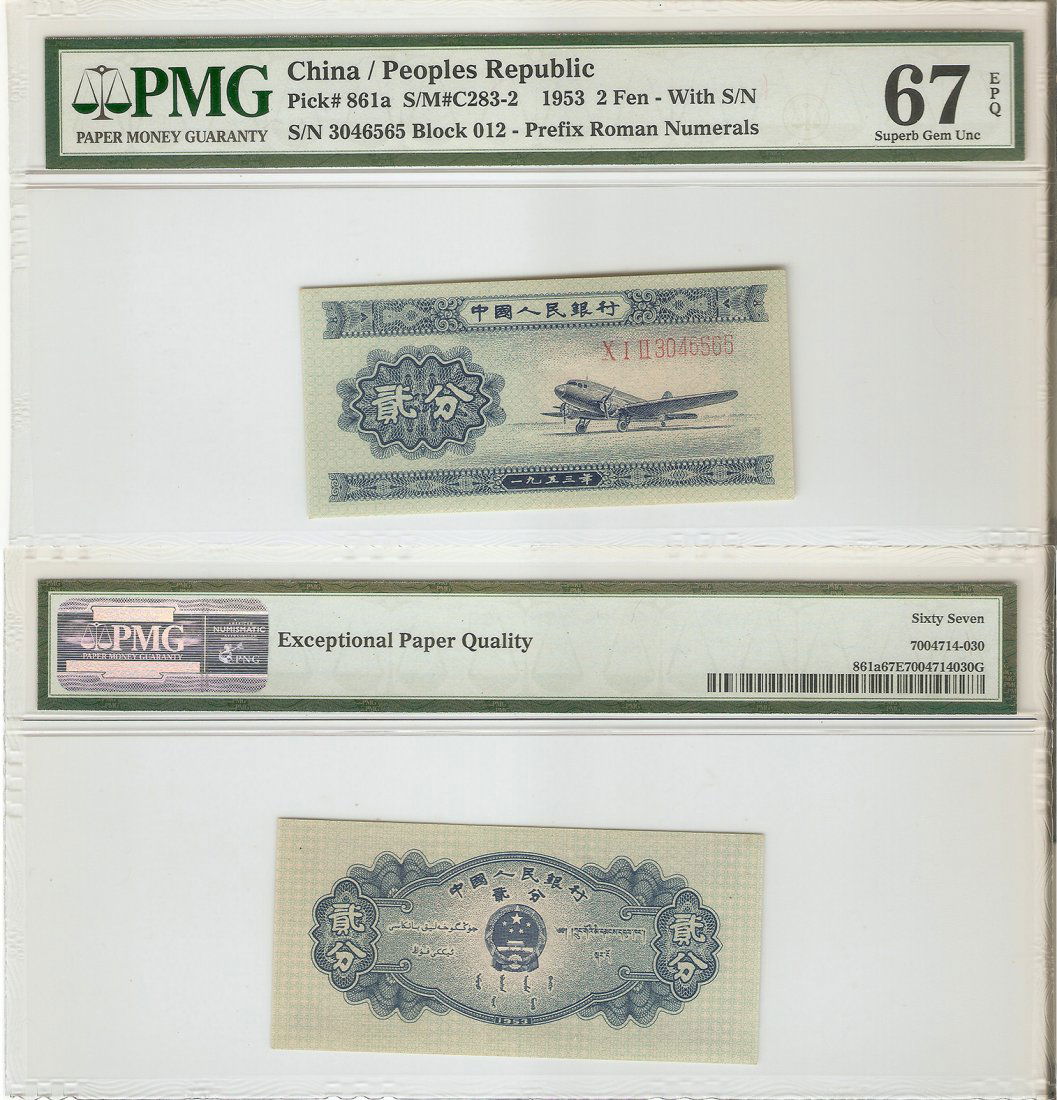 PMG
PAPER MONEY GUARANTY
China / Peoples Republic
Pick# 861a S/M#C283-2 1953 2 Fen - With S/N
S/N 3046565 Block 012 - Prefix Roman Numerals
67
EPQ
Superb Gem Unc
中國人民銀行
X I II 3046565
貳分
一九五三年
PMG
PAPER MONEY GUARANTY
NUMISMATIC
PNG
Exceptional Paper Quality
Sixty Seven
7004714-030
861a67E7004714030G
中國人民銀行
貳分
貳分
貳分
1953